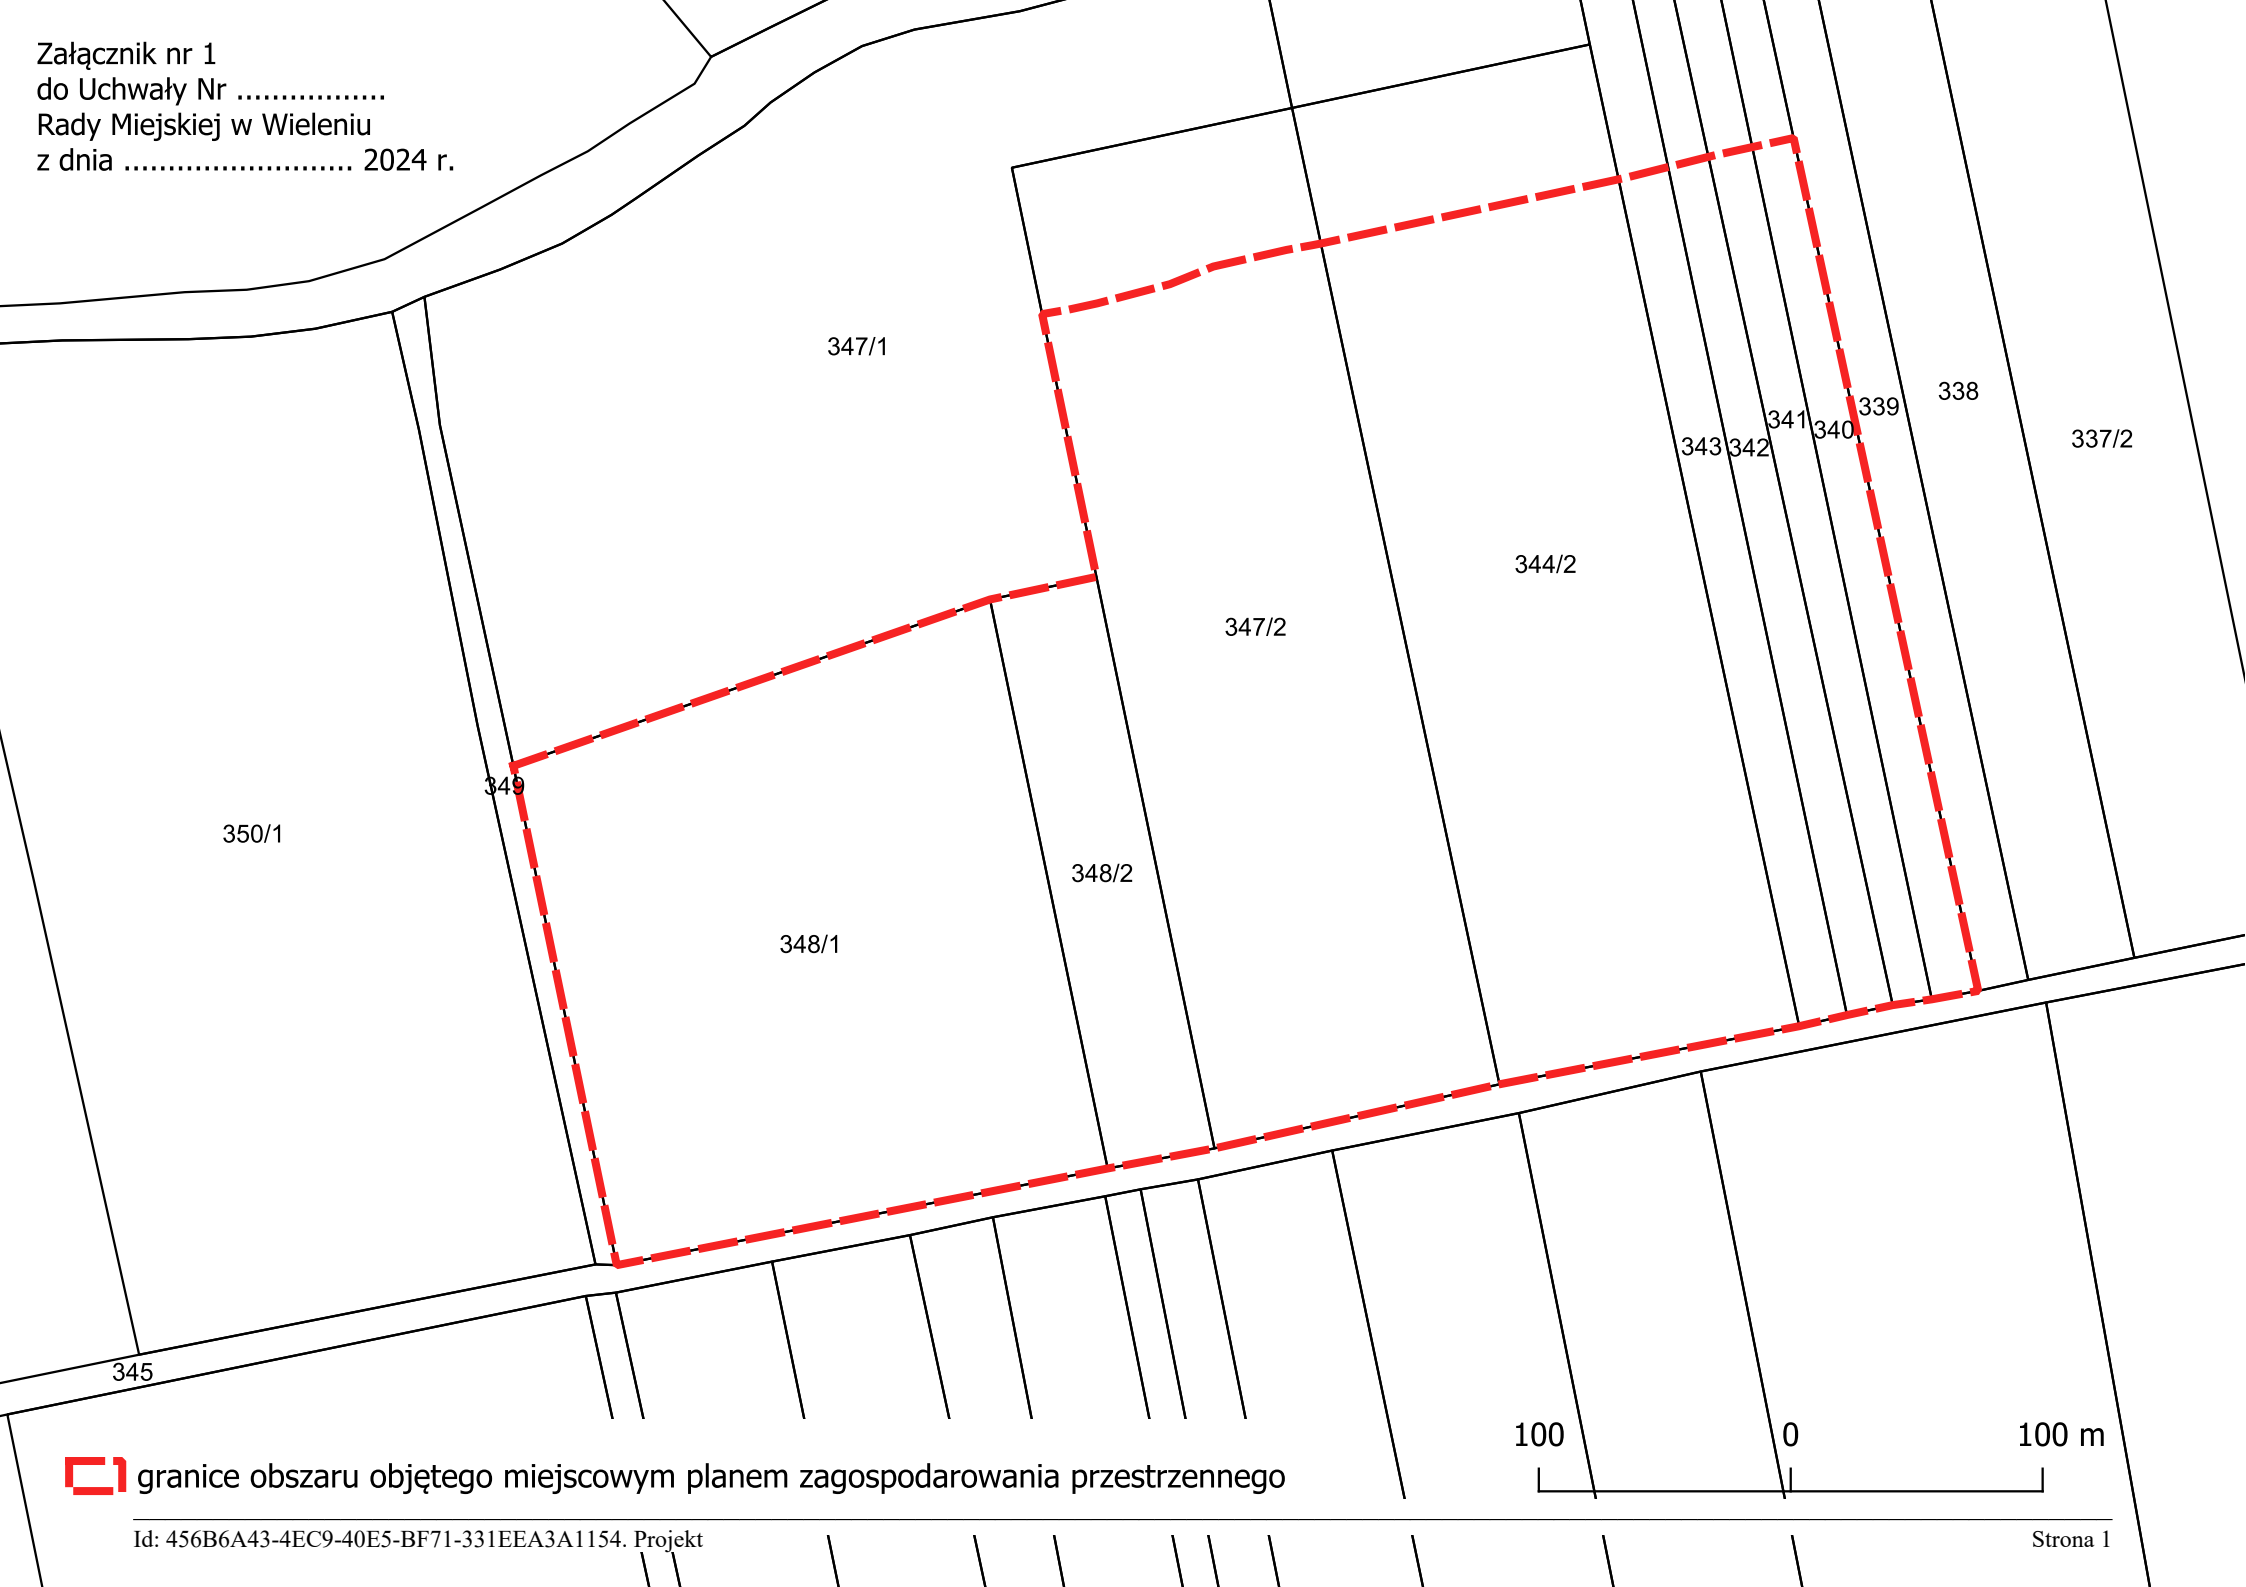 Załącznik nr 1
do Uchwały Nr .................
Rady Miejskiej w Wieleniu
z dnia .......................... 2024 r.
347/1
338
339
341
340
337/2
343
342
344/2
347/2
349
350/1
348/2
348/1
345
100 0 100 m
granice obszaru objętego miejscowym planem zagospodarowania przestrzennego
Id: 456B6A43-4EC9-40E5-BF71-331EEA3A1154. Projekt
Strona 1